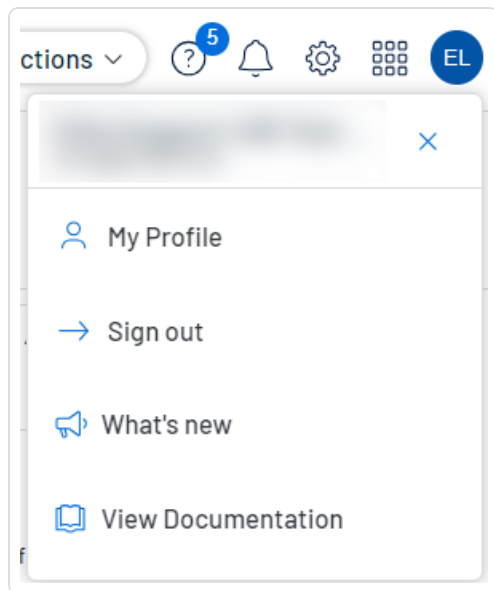 ctions
5
?
EL
My Profile
Sign out
What's new
View Documentation
f